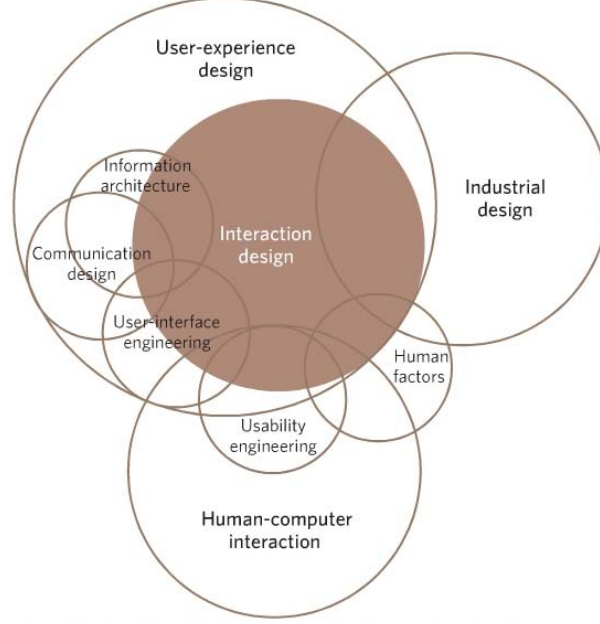 User-experience
design
Information
architecture
Industrial
design
Interaction
design
Communication
design
User-interface
engineering
Human
factors
Usability
engineering
Human-computer
interaction